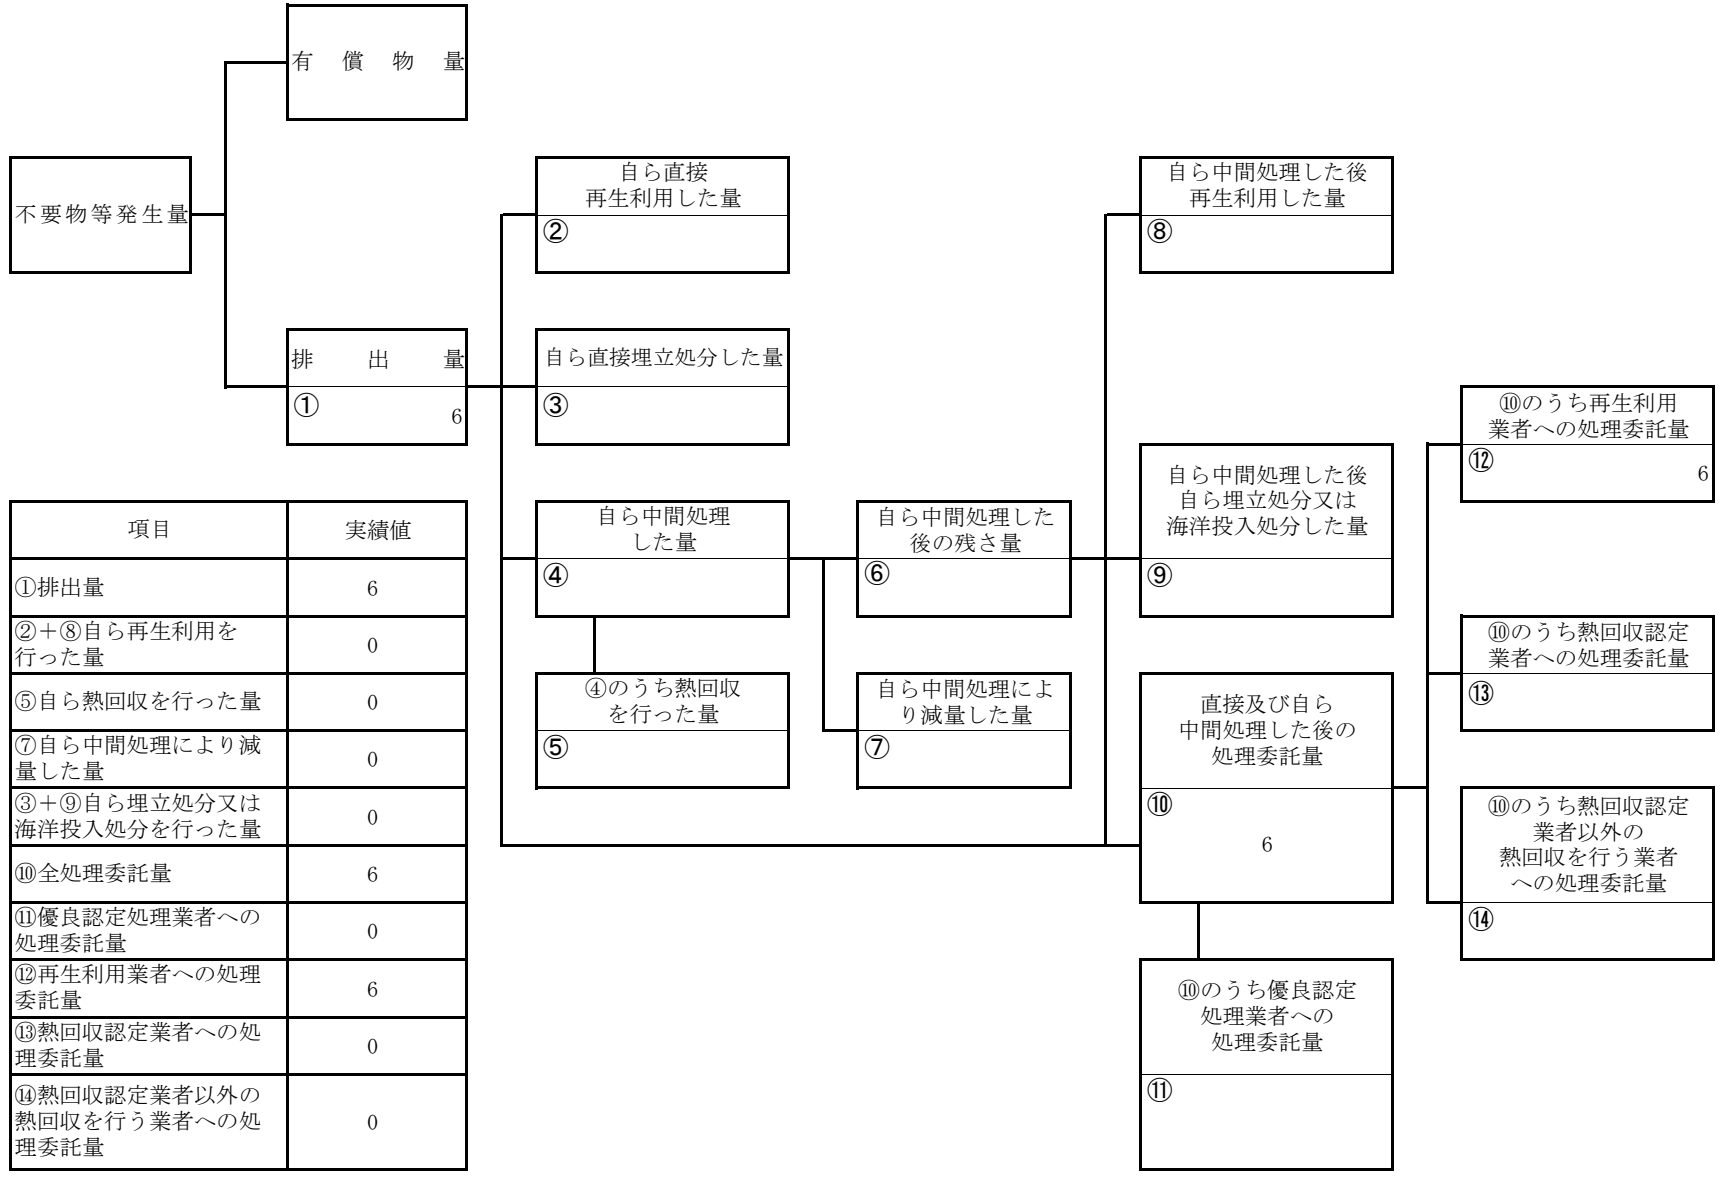 有償物量
不要物等発生量
自ら直接
再生利用した量
②
自ら中間処理した後
再生利用した量
⑧
排出量
①
6
自ら直接埋立処分した量
③
⑩のうち再生利用
業者への処理委託量
⑫
6
自ら中間処理した後
自ら埋立処分又は
海洋投入処分した量
⑨
自ら中間処理
した量
④
自ら中間処理した
後の残さ量
⑥
⑩のうち熱回収認定
業者への処理委託量
⑬
④のうち熱回収
を行った量
⑤
自ら中間処理によ
り減量した量
⑦
直接及び自ら
中間処理した後の
処理委託量
⑩
6
⑩のうち熱回収認定
業者以外の
熱回収を行う業者
への処理委託量
⑭
⑩のうち優良認定
処理業者への
処理委託量
⑪
項目 実績値
①排出量 6
②＋⑧自ら再生利用を
行った量 0
⑤自ら熱回収を行った量 0
⑦自ら中間処理により減
量した量 0
③＋⑨自ら埋立処分又は
海洋投入処分を行った量 0
⑩全処理委託量 6
⑪優良認定処理業者への
処理委託量 0
⑫再生利用業者への処理
委託量 6
⑬熱回収認定業者への処
理委託量 0
⑭熱回収認定業者以外の
熱回収を行う業者への処
理委託量 0